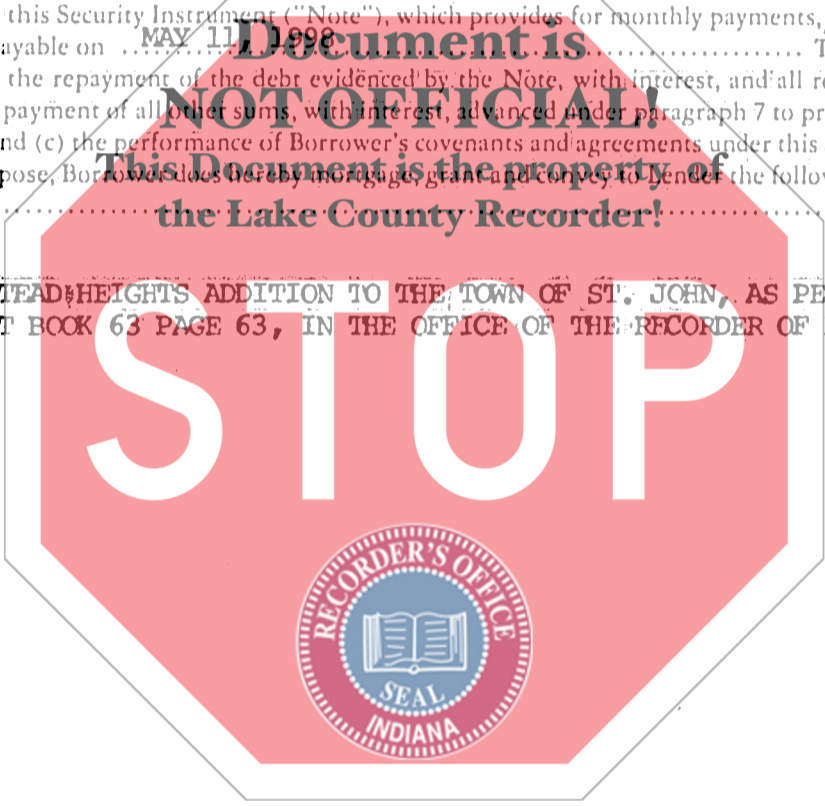 this Security Instrument ("Note"), which provides for monthly payments,
ayable on MAY 11, 1998 T
Document is
the repayment of the debt evidenced by the Note, with interest, and all r
NOT OFFICIAL!
payment of all other sums, with interest, advanced under paragraph 7 to pr
nd (c) the performance of Borrower's covenants and agreements under this
This Document is the property of
pose, Borrower does hereby mortgage, grant and convey to Lender the follov
the Lake County Recorder!
TEAD HEIGHTS ADDITION TO THE TOWN OF ST. JOHN, AS PE
T BOOK 63 PAGE 63, IN THE OFFICE OF THE RECORDER OF
STOP
RECORDER'S OFFICE
SEAL
INDIANA